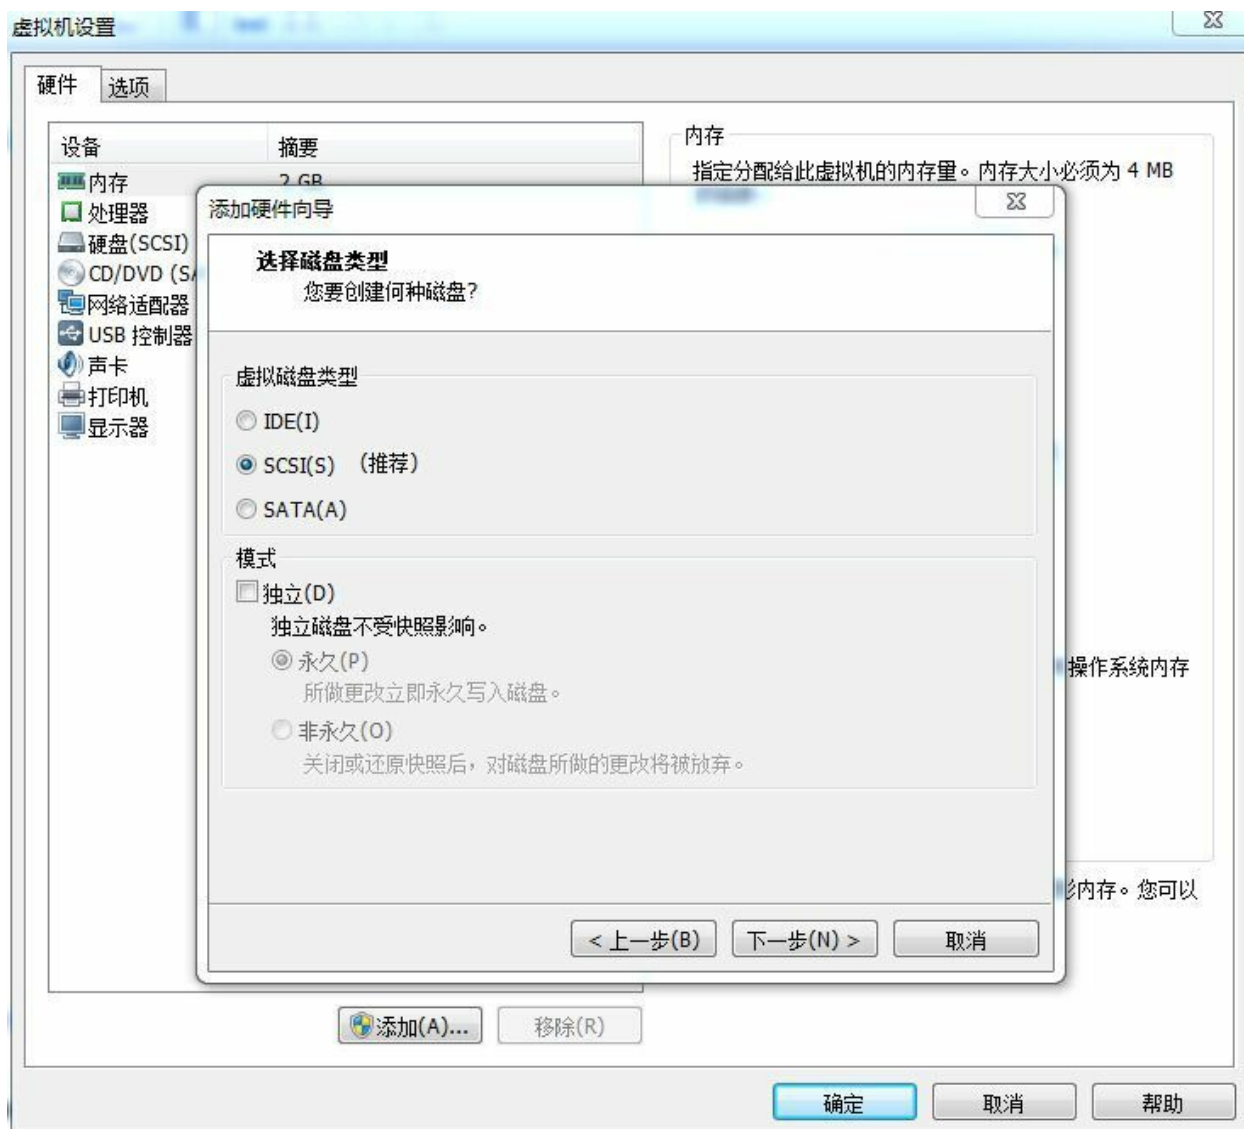 虚拟机设置
硬件 选项
设备 摘要
内存 2 GB
处理器
硬盘(SCSI)
CD/DVD (SA
网络适配器
USB 控制器
声卡
打印机
显示器
内存
指定分配给此虚拟机的内存量。内存大小必须为 4 MB
添加硬件向导
选择磁盘类型
您要创建何种磁盘?
虚拟磁盘类型
IDE(I)
SCSI(S) (推荐)
SATA(A)
模式
独立(D)
独立磁盘不受快照影响。
永久(P)
所做更改立即永久写入磁盘。
非永久(O)
关闭或还原快照后，对磁盘所做的更改将被放弃。
< 上一步(B) 下一步(N) > 取消
操作系统内存
内存。您可以
添加(A)... 移除(R)
确定 取消 帮助